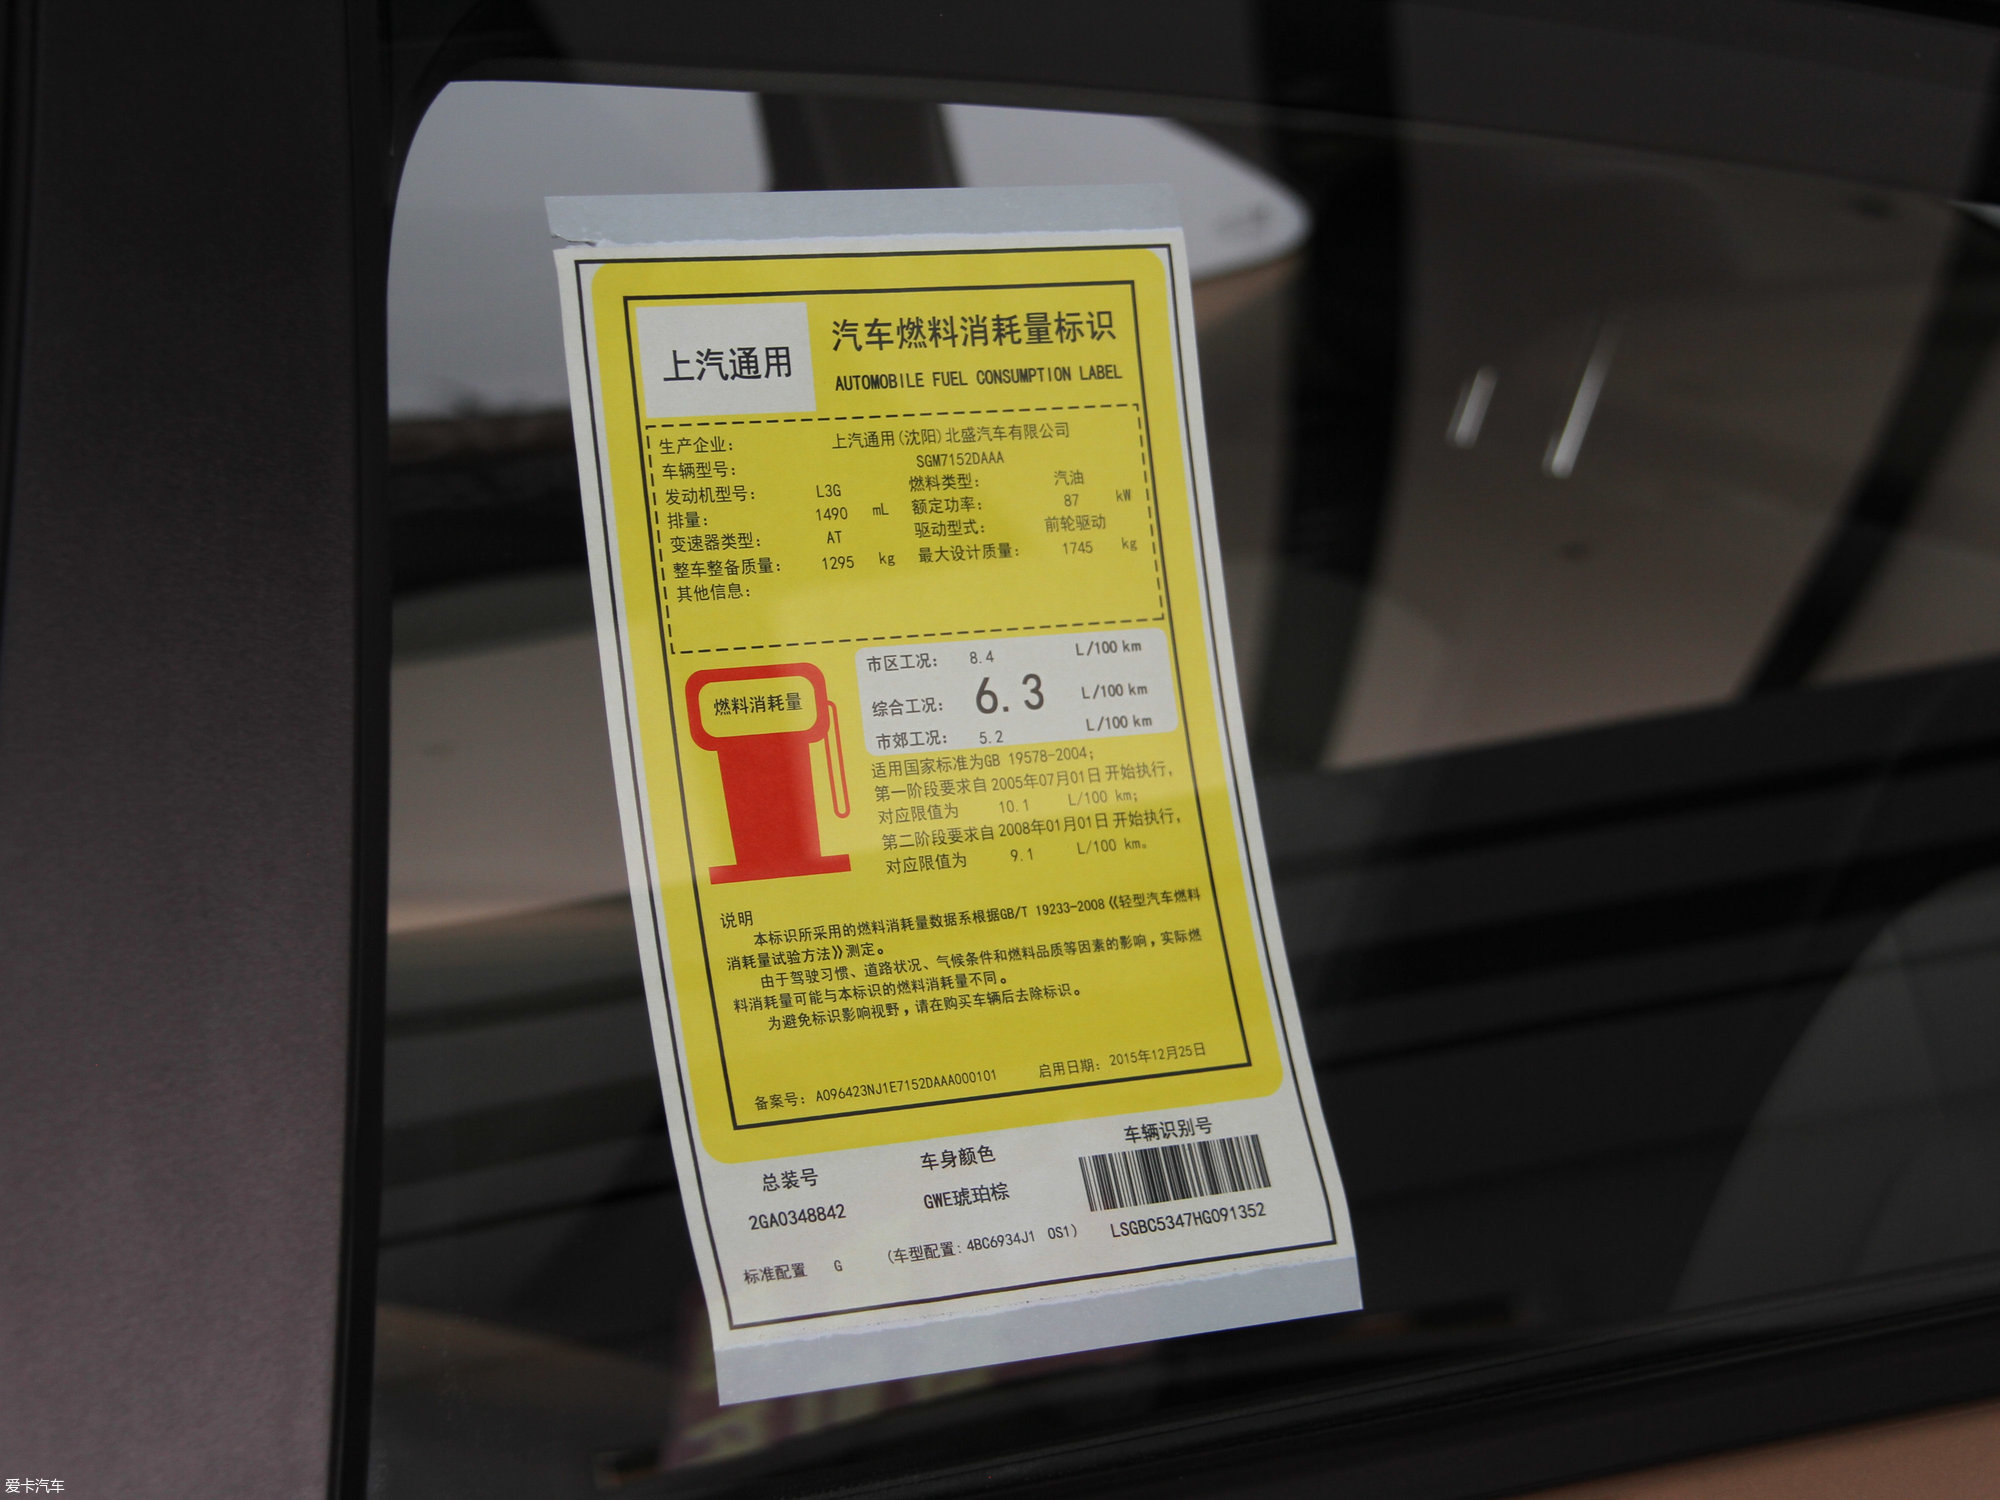 上汽通用
汽车燃料消耗量标识
AUTOMOBILE FUEL CONSUMPTION LABEL
生产企业： 上汽通用(沈阳)北盛汽车有限公司
车辆型号： SGM7152DAAA
发动机型号： L3G 燃料类型： 汽油
排量： 1490 mL 额定功率： 87 kW
变速器类型： AT 驱动型式： 前轮驱动
整车整备质量： 1295 kg 最大设计质量： 1745 kg
其他信息：
燃料消耗量
市区工况： 8.4 L/100 km
综合工况： 6.3 L/100 km
市郊工况： 5.2 L/100 km
适用国家标准为GB 19578-2004；
第一阶段要求自2005年07月01日开始执行，
对应限值为 10.1 L/100 km；
第二阶段要求自2008年01月01日开始执行，
对应限值为 9.1 L/100 km。
说明
本标识所采用的燃料消耗量数据系根据GB/T 19233-2008《轻型汽车燃料
消耗量试验方法》测定。
由于驾驶习惯、道路状况、气候条件和燃料品质等因素的影响，实际燃
料消耗量可能与本标识的燃料消耗量不同。
为避免标识影响视野，请在购买车辆后去除标识。
备案号：A096423NJ1E7152DAAA000101 启用日期：2015年12月25日
总装号 车身颜色 车辆识别号
2GA0348842 GWE琥珀棕 LSGBC5347HG091352
标准配置 G (车型配置：4BC6934J1 0S1)
爱卡汽车